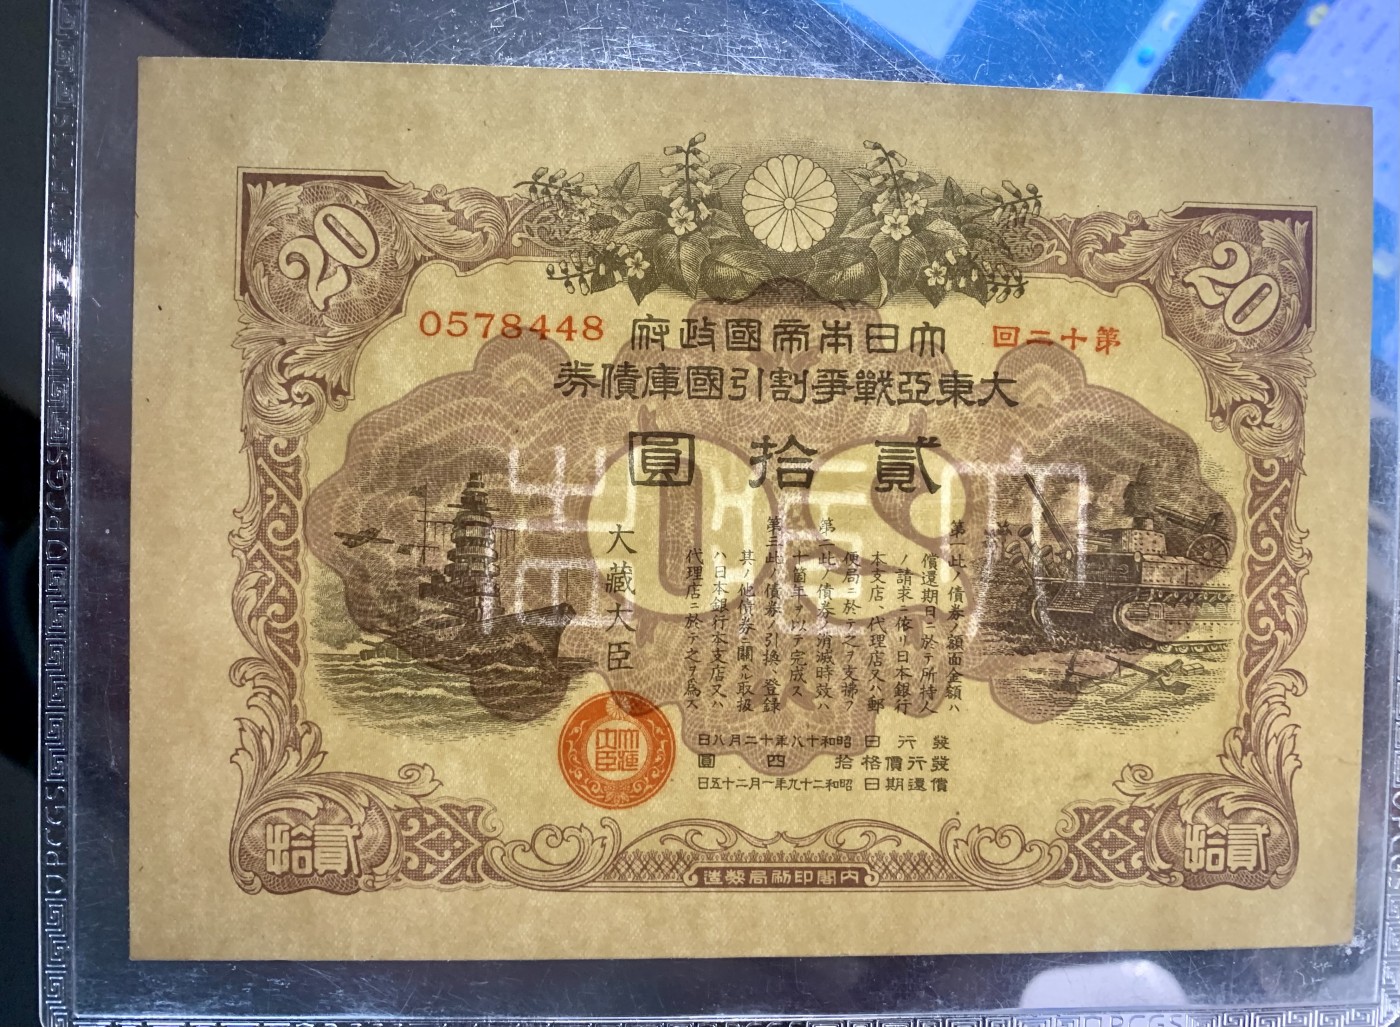 20
20
第十二回
大日本帝國政府
0578448
大東亞戰爭割引國庫債券
貳拾圓
第一 此ノ債券ノ額面金額ハ
償還期日ニ於テ所持人
ノ請求ニ依リ日本銀行
本支店、代理店又ハ郵
便局ニ於テ之ヲ支拂フ
第二 此ノ債券ノ消滅時效ハ
十箇年ヲ以テ完成ス
第三 此ノ債券ノ引換、登錄
其ノ他債券ニ關スル取扱
ハ日本銀行本支店又ハ
代理店ニ於テ之ヲ爲ス
大藏大臣
大藏大臣
發行日 昭和十八年十二月八日
發行價格 拾四圓
償還期日 昭和二十九年一月二十五日
貳拾
貳拾
內閣印刷局製造
PCGS
PCGS
PCGS